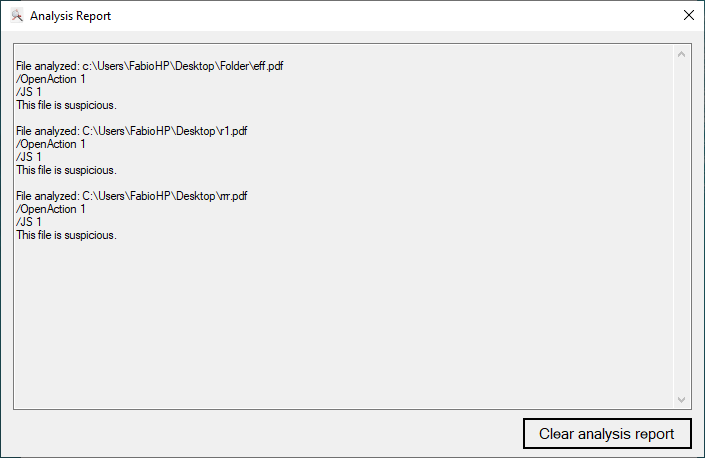 Analysis Report
File analyzed: c:\Users\FabioHP\Desktop\Folder\eff.pdf
/OpenAction 1
/JS 1
This file is suspicious.
File analyzed: C:\Users\FabioHP\Desktop\r1.pdf
/OpenAction 1
/JS 1
This file is suspicious.
File analyzed: C:\Users\FabioHP\Desktop\rrr.pdf
/OpenAction 1
/JS 1
This file is suspicious.
Clear analysis report